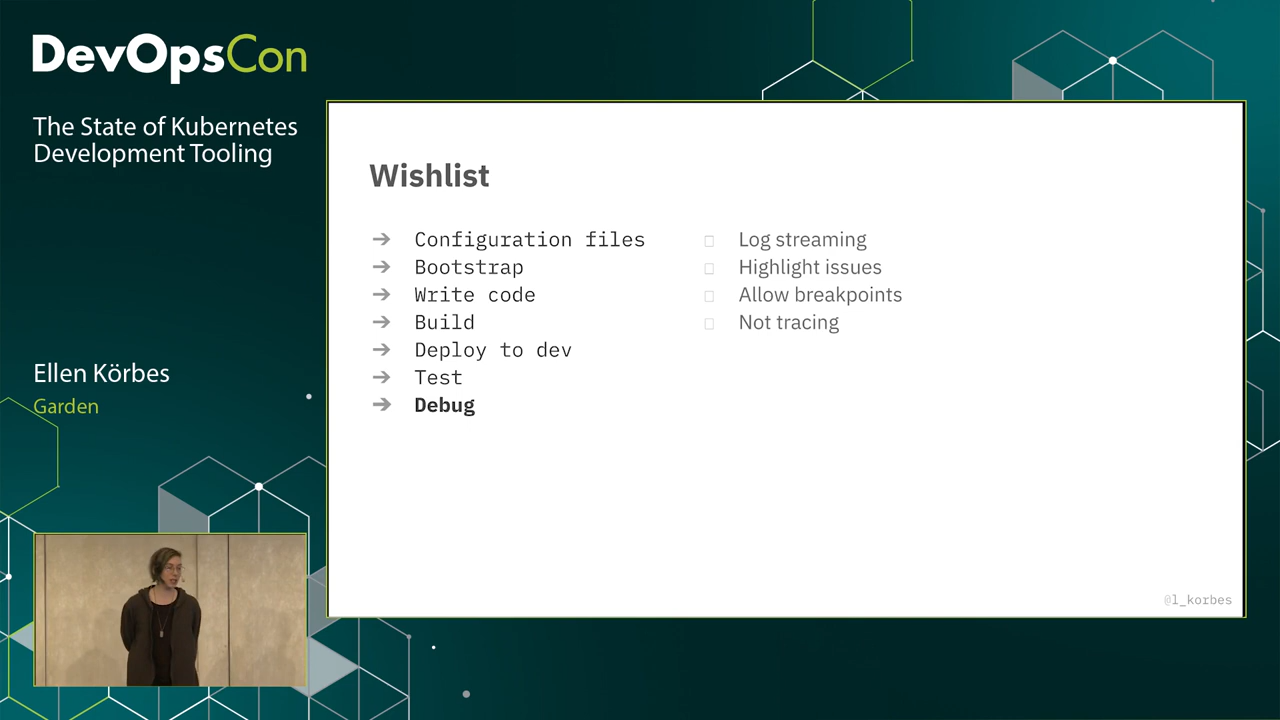 DevOpsCon
The State of Kubernetes
Development Tooling
Ellen Körbes
Garden
Wishlist
➔ Configuration files
➔ Bootstrap
➔ Write code
➔ Build
➔ Deploy to dev
➔ Test
➔ Debug
□ Log streaming
□ Highlight issues
□ Allow breakpoints
□ Not tracing
@l_korbes